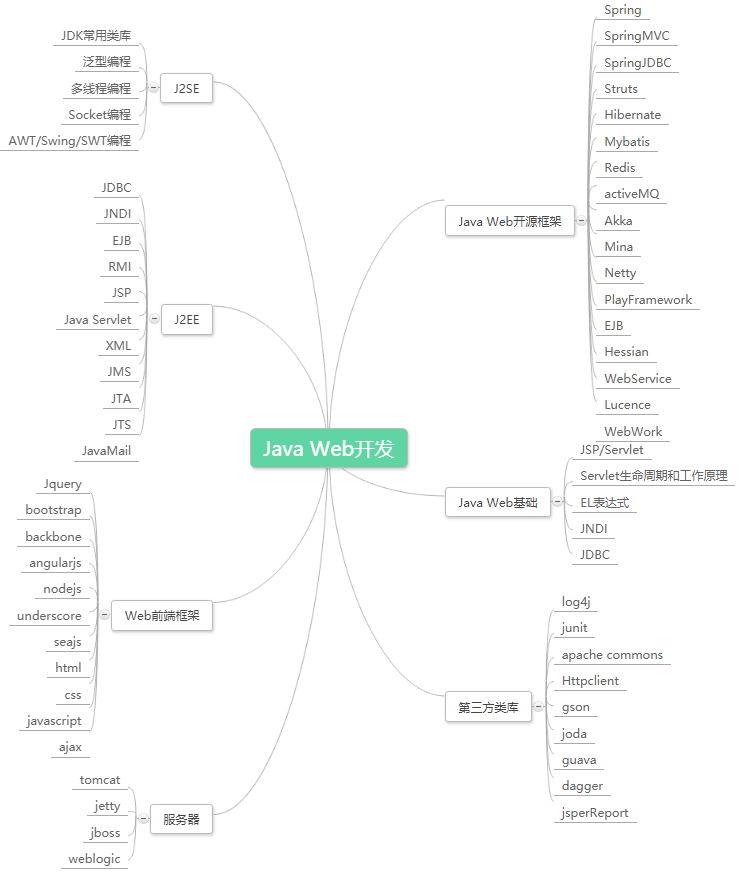 Java Web开发
J2SE
JDK常用类库
泛型编程
多线程编程
Socket编程
AWT/Swing/SWT编程
J2EE
JDBC
JNDI
EJB
RMI
JSP
Java Servlet
XML
JMS
JTA
JTS
JavaMail
Web前端框架
Jquery
bootstrap
backbone
angularjs
nodejs
underscore
seajs
html
css
javascript
ajax
服务器
tomcat
jetty
jboss
weblogic
Java Web开源框架
Spring
SpringMVC
SpringJDBC
Struts
Hibernate
Mybatis
Redis
activeMQ
Akka
Mina
Netty
PlayFramework
EJB
Hessian
WebService
Lucence
WebWork
Java Web基础
JSP/Servlet
Servlet生命周期和工作原理
EL表达式
JNDI
JDBC
第三方类库
log4j
junit
apache commons
Httpclient
gson
joda
guava
dagger
jsperReport